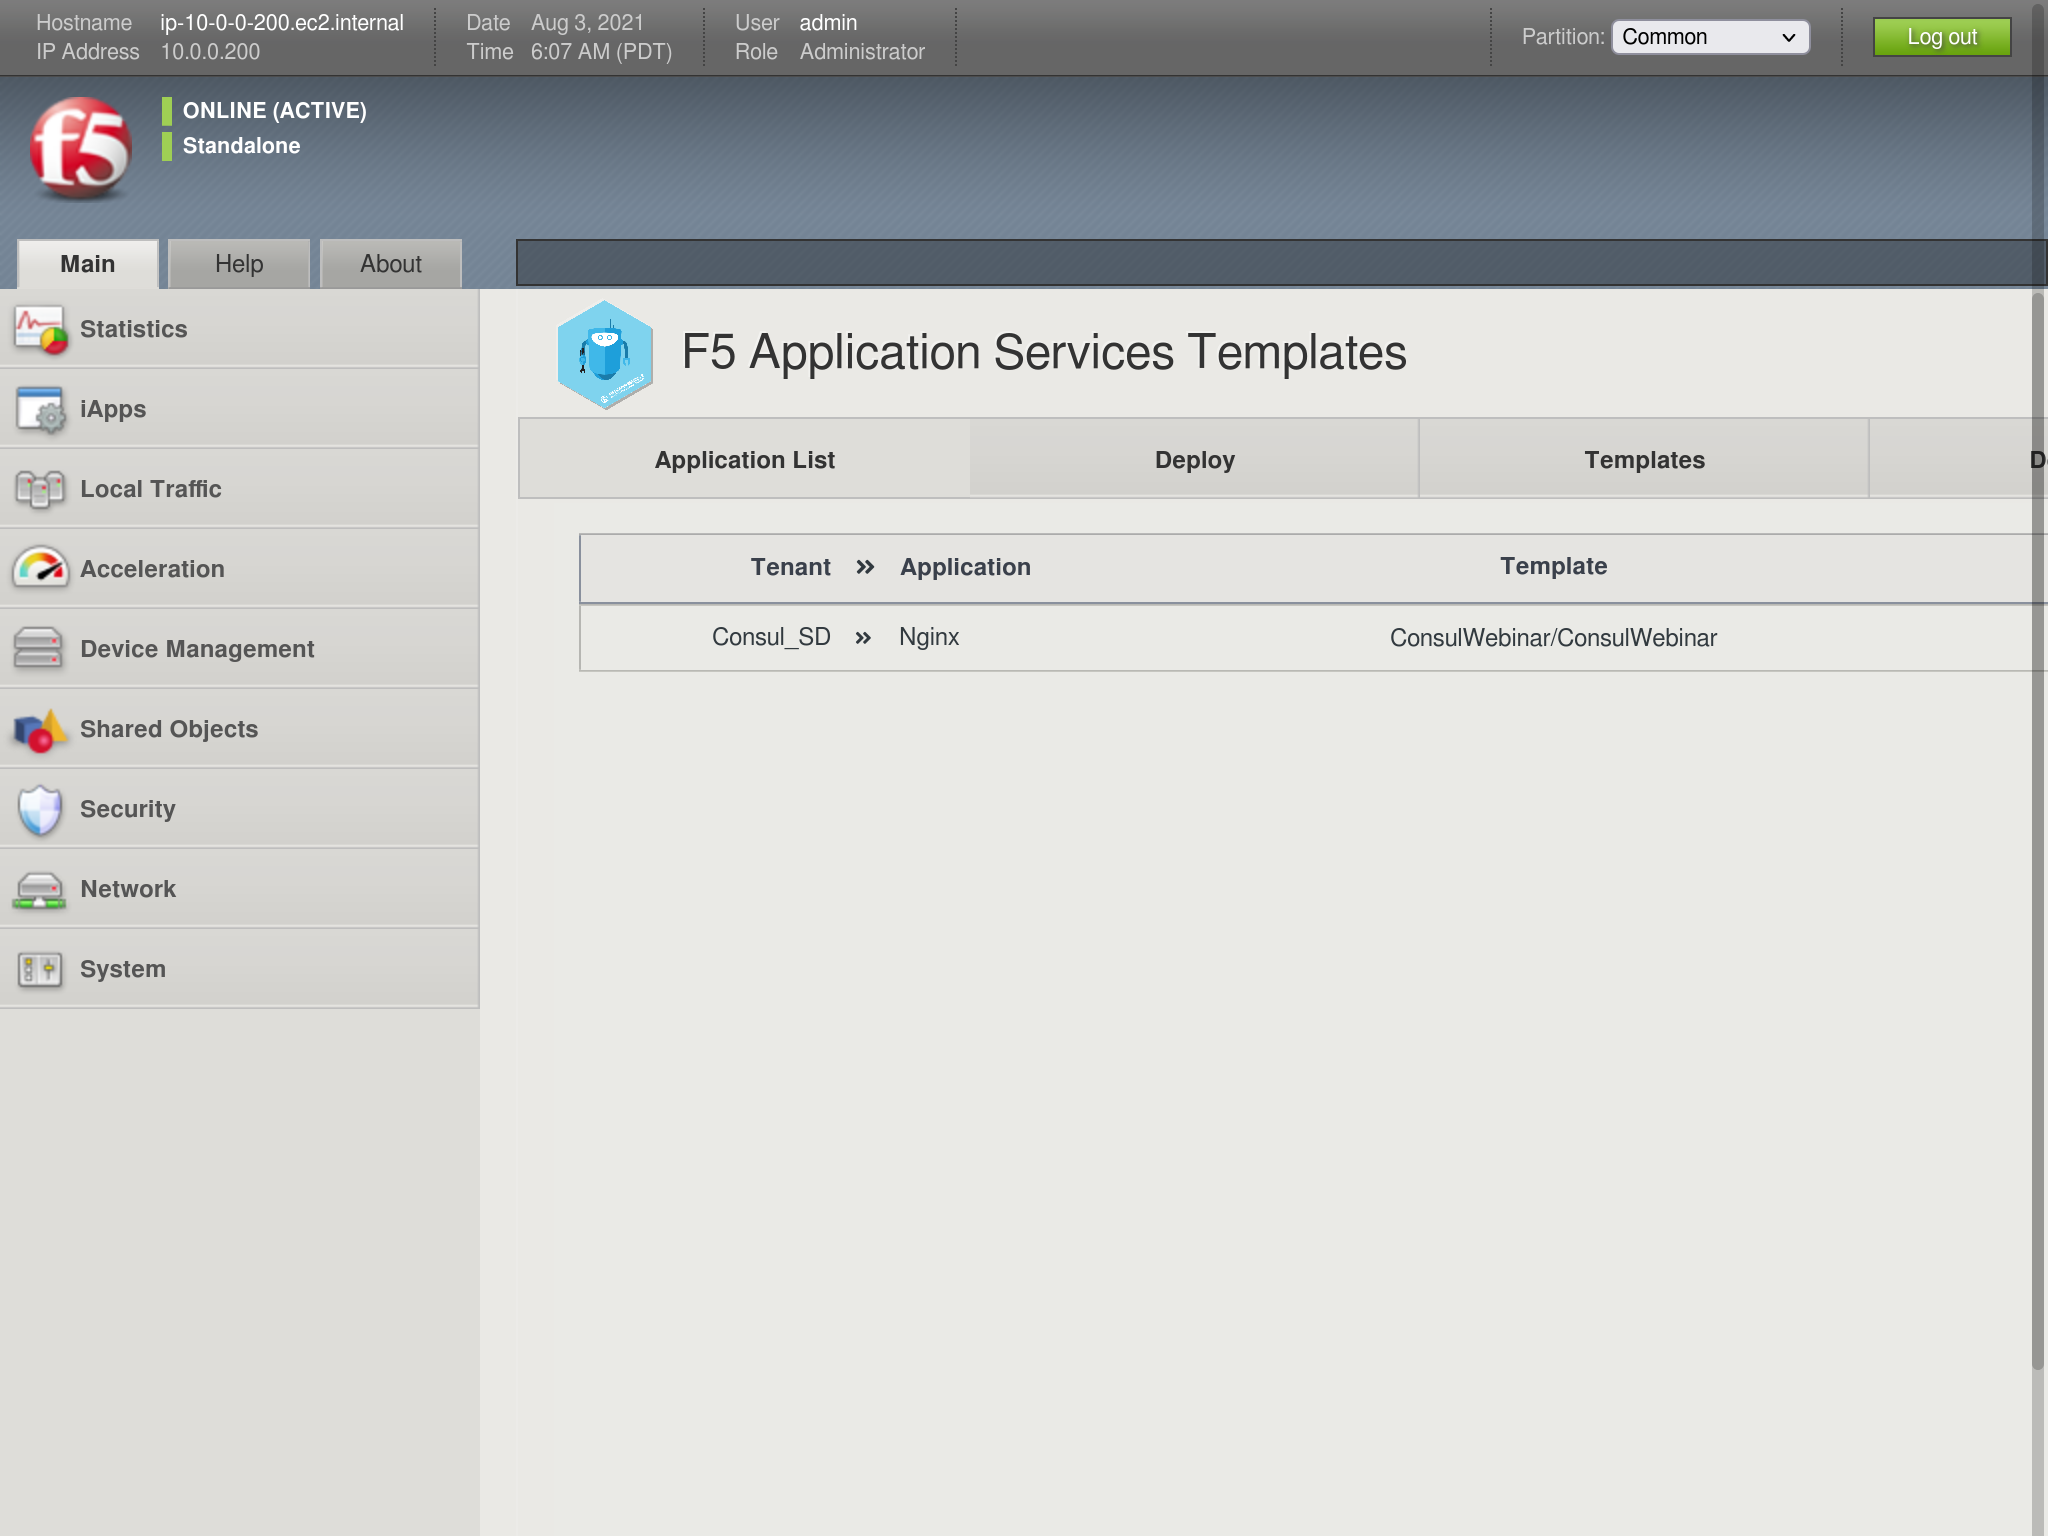 Hostname ip-10-0-0-200.ec2.internal Date Aug 3, 2021 User admin Partition: Common Log out
IP Address 10.0.0.200 Time 6:07 AM (PDT) Role Administrator
f5
ONLINE (ACTIVE)
Standalone
Main Help About
Statistics
iApps
Local Traffic
Acceleration
Device Management
Shared Objects
Security
Network
System
F5 Application Services Templates
Application List Deploy Templates
Tenant » Application Template
Consul_SD » Nginx ConsulWebinar/ConsulWebinar